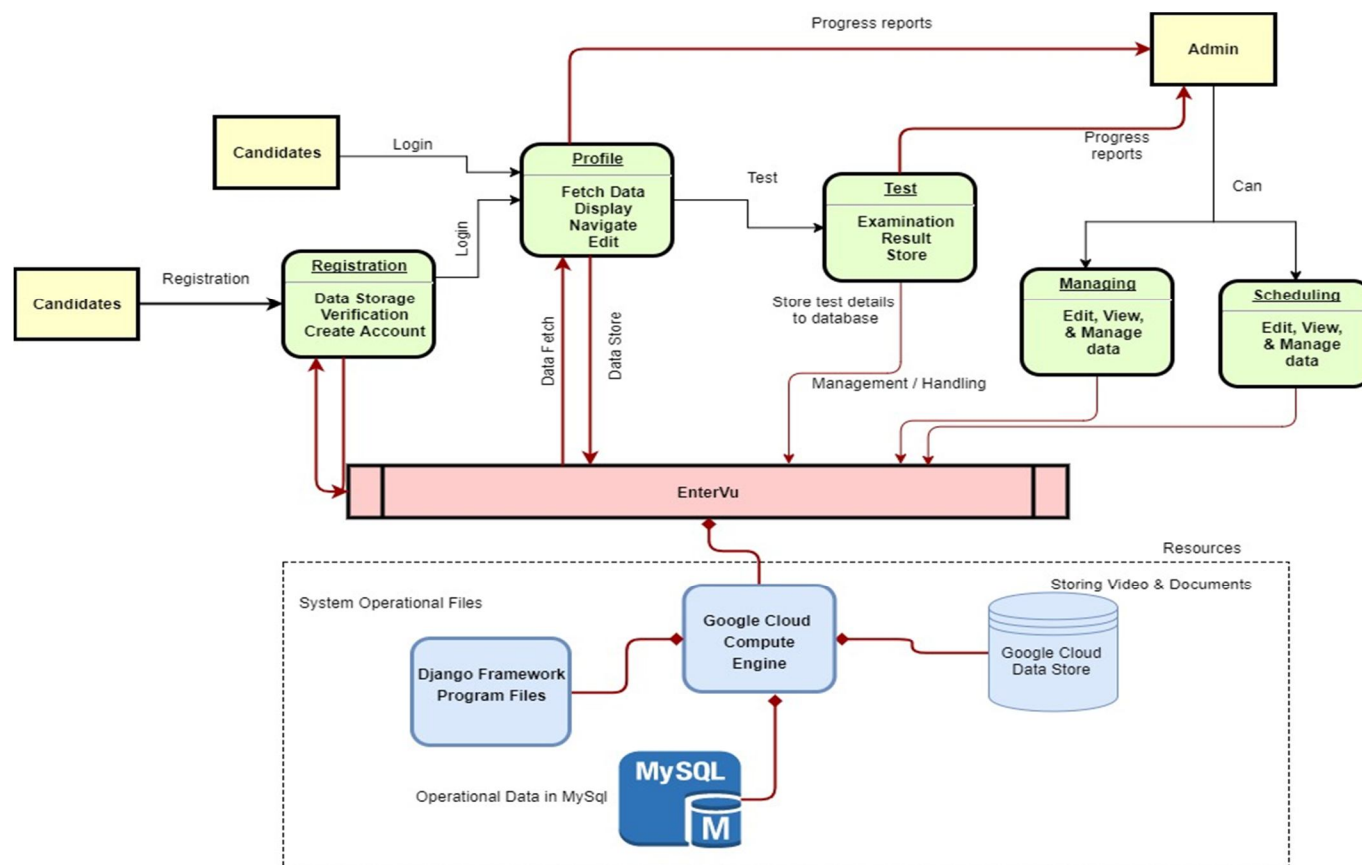 Progress reports
Admin
Candidates
Login
Profile
Fetch Data
Display
Navigate
Edit
Test
Test
Examination
Result
Store
Progress
reports
Can
Candidates
Registration
Registration
Data Storage
Verification
Create Account
Login
Data Fetch
Data Store
Store test details
to database
Management / Handling
Managing
Edit, View,
& Manage
data
Scheduling
Edit, View,
& Manage
data
EnterVu
Resources
System Operational Files
Storing Video & Documents
Google Cloud
Compute
Engine
Django Framework
Program Files
Google Cloud
Data Store
Operational Data in MySql
MySQL
M